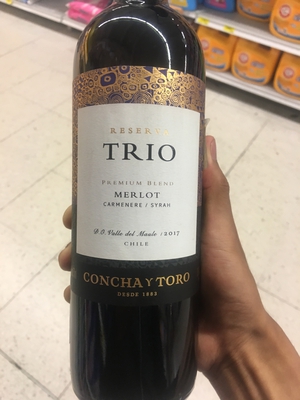 RESERVA
TRIO
PREMIUM BLEND
MERLOT
CARMENERE / SYRAH
D.O. Valle del Maule / 2017
CHILE
CONCHA Y TORO
DESDE 1883